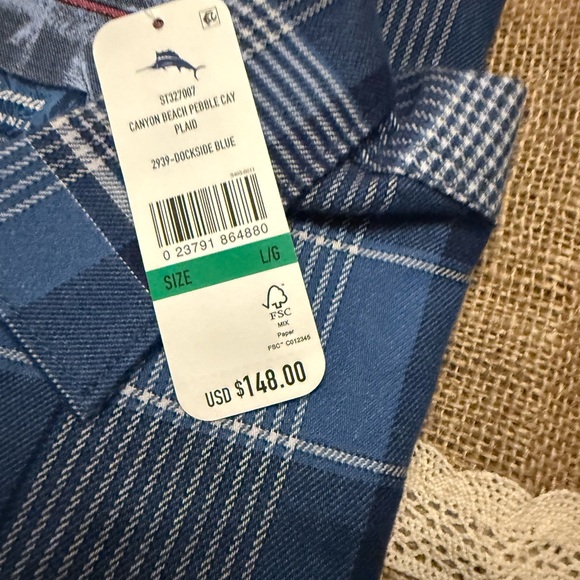 ST327007
CANYON BEACH PEBBLE CAY
PLAID
2939-DOCKSIDE BLUE
0 23791 864880
SIZE L/G
FSC
MIX
Paper
FSC™ C012345
USD $148.00